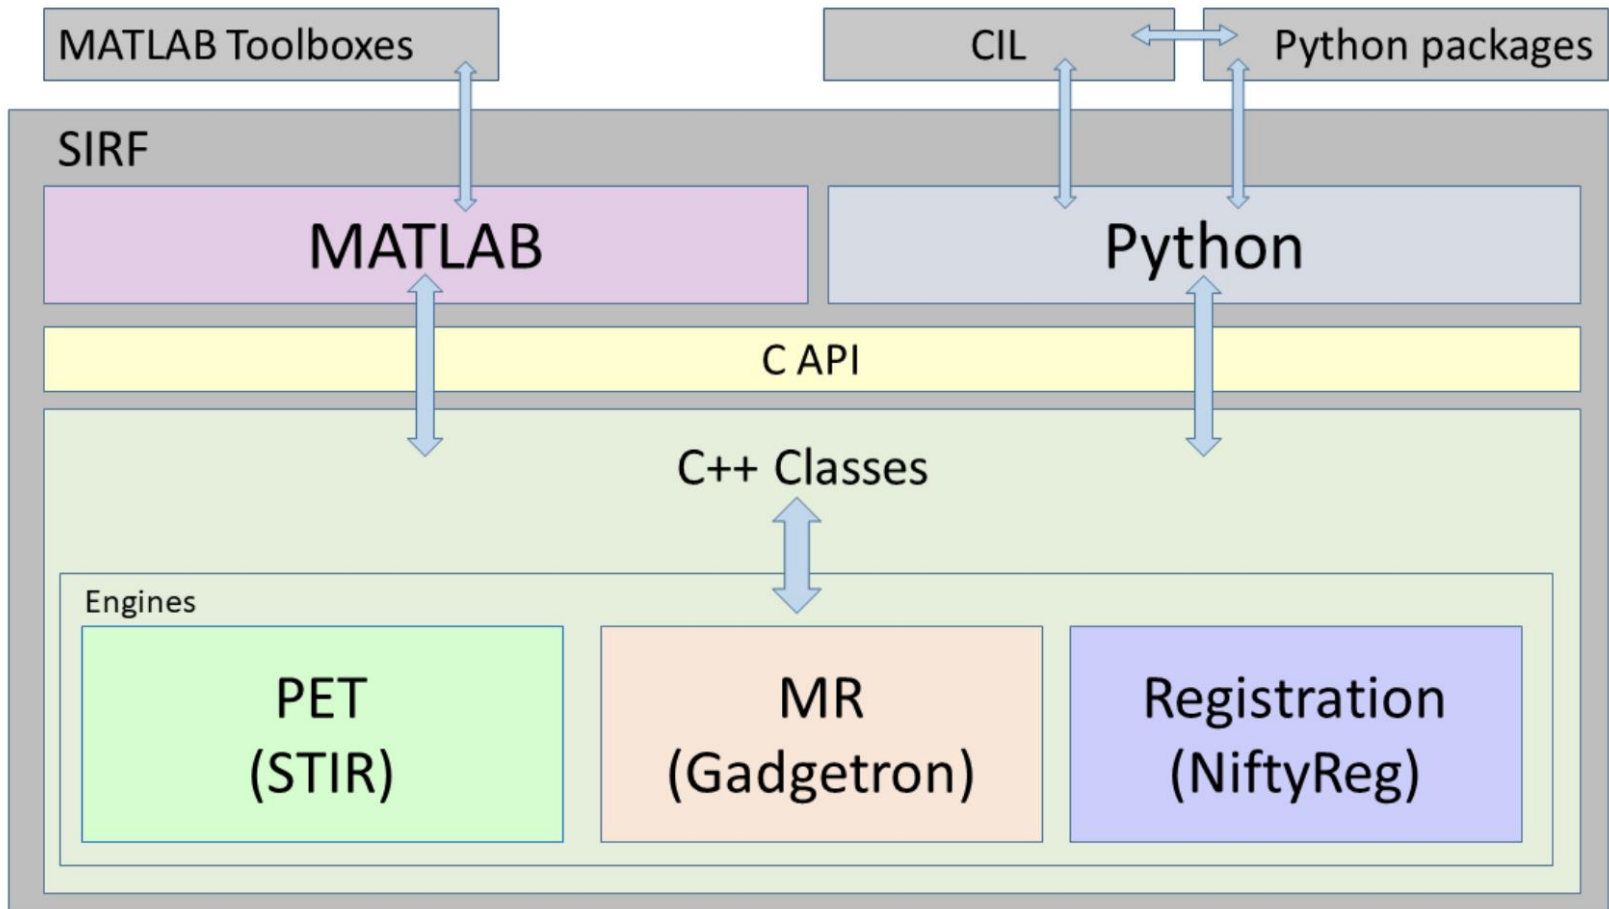 MATLAB Toolboxes
CIL
Python packages
SIRF
MATLAB
Python
C API
C++ Classes
Engines
PET
(STIR)
MR
(Gadgetron)
Registration
(NiftyReg)